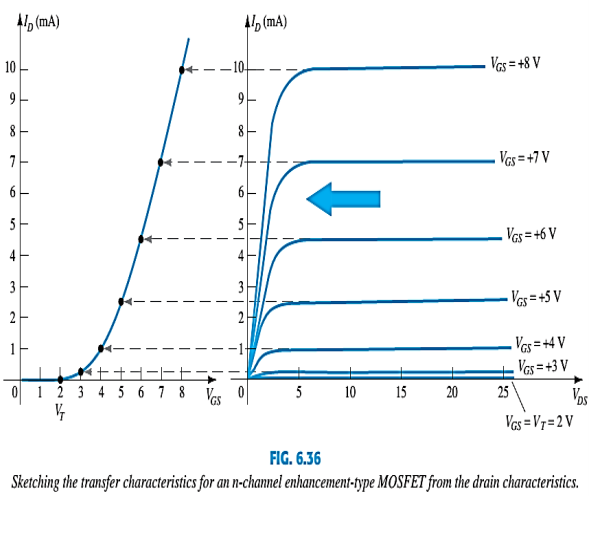 I_D (mA)
I_D (mA)
10
10
V_GS = +8 V
9
9
8
8
7
7
V_GS = +7 V
6
6
5
5
V_GS = +6 V
4
4
3
3
V_GS = +5 V
2
2
1
1
V_GS = +4 V
V_GS = +3 V
0 1 2 3 4 5 6 7 8 V_GS
0 5 10 15 20 25 V_DS
V_T
V_GS = V_T = 2 V
FIG. 6.36
Sketching the transfer characteristics for an n-channel enhancement-type MOSFET from the drain characteristics.